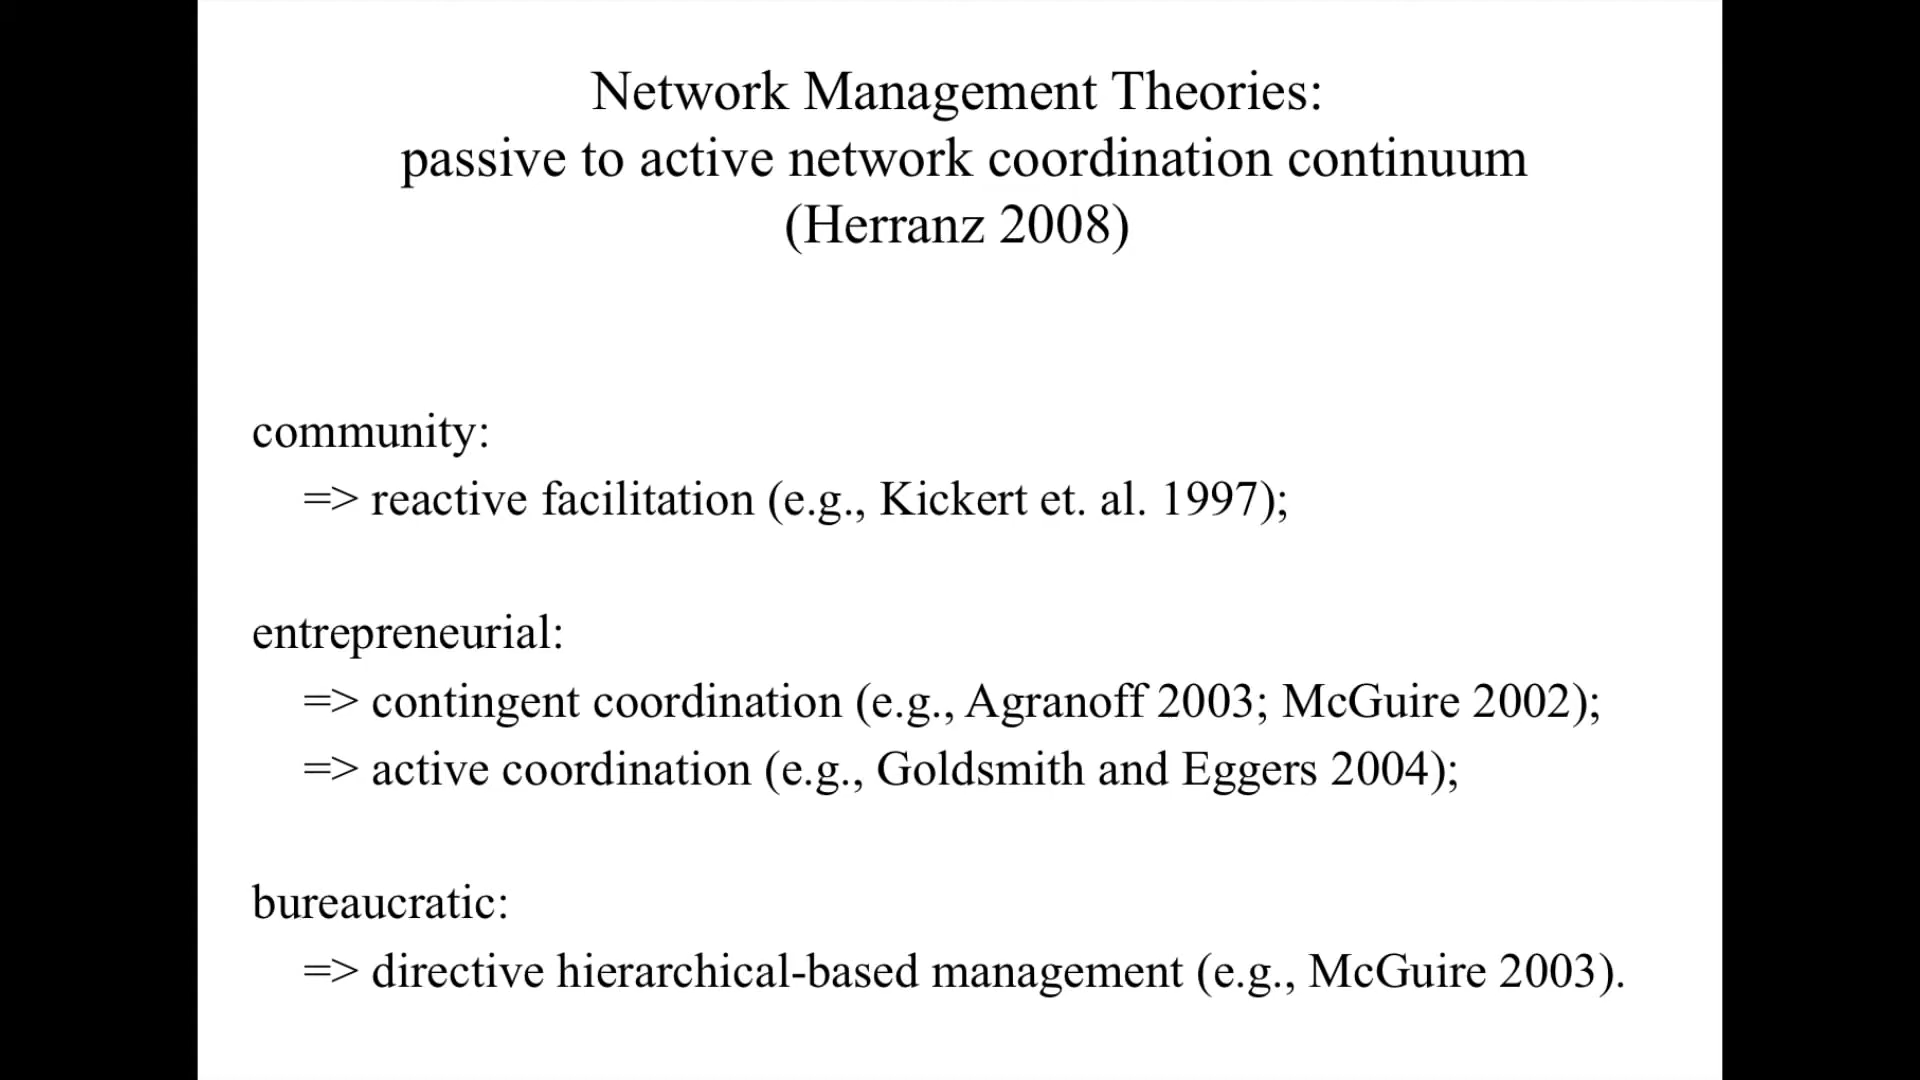 Network Management Theories:
passive to active network coordination continuum
(Herranz 2008)
community:
=> reactive facilitation (e.g., Kickert et. al. 1997);
entrepreneurial:
=> contingent coordination (e.g., Agranoff 2003; McGuire 2002);
=> active coordination (e.g., Goldsmith and Eggers 2004);
bureaucratic:
=> directive hierarchical-based management (e.g., McGuire 2003).